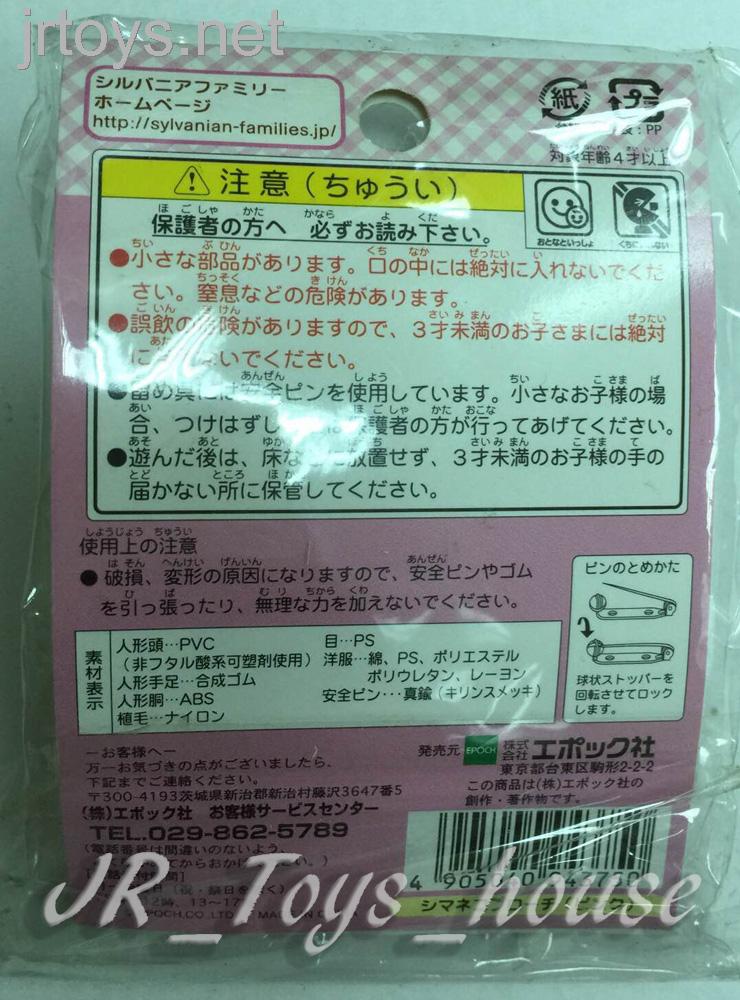 jrtoys.net
シルバニアファミリー
ホームページ
http://sylvanian-families.jp/
紙
プラ
: PP
対象年齢4才以上
注意(ちゅうい)
おとなといっしょ
保護者の方へ 必ずお読み下さい。
●小さな部品があります。口の中には絶対に入れないでくだ
さい。窒息などの危険があります。
●誤飲の危険がありますので、3才未満のお子さまには絶対
に ないでください。
●留め具には安全ピンを使用しています。小さなお子様の場
合、つけはずし 保護者の方が行ってあげてください。
●遊んだ後は、床な に放置せず、3才未満のお子様の手の
届かない所に保管してください。
使用上の注意
●破損、変形の原因になりますので、安全ピンやゴム
を引っ張ったり、無理な力を加えないでください。
ピンのとめかた
球状ストッパーを
回転させてロック
します。
素材表示
人形頭…PVC
(非フタル酸系可塑剤使用)
人形手足…合成ゴム
人形胴…ABS
植毛…ナイロン
目…PS
洋服…綿、PS、ポリエステル
ポリウレタン、レーヨン
安全ピン…真鍮(キリンスメッキ)
―お客様へ―
万一お気づきの点がございましたら、
下記までご連絡ください。
〒300-4193茨城県新治郡新治村藤沢3647番5
(株)エポック社 お客様サービスセンター
TEL.029-862-5789
(電話番号は間違いのないよう、
発売元 EPOCH 株式会社 エポック社
東京都台東区駒形2-2-2
この商品は(株)エポック社の
創作・著作物です。
(祝・祭日を除く)
EPOCH CO.,LTD.
JR_Toys_house